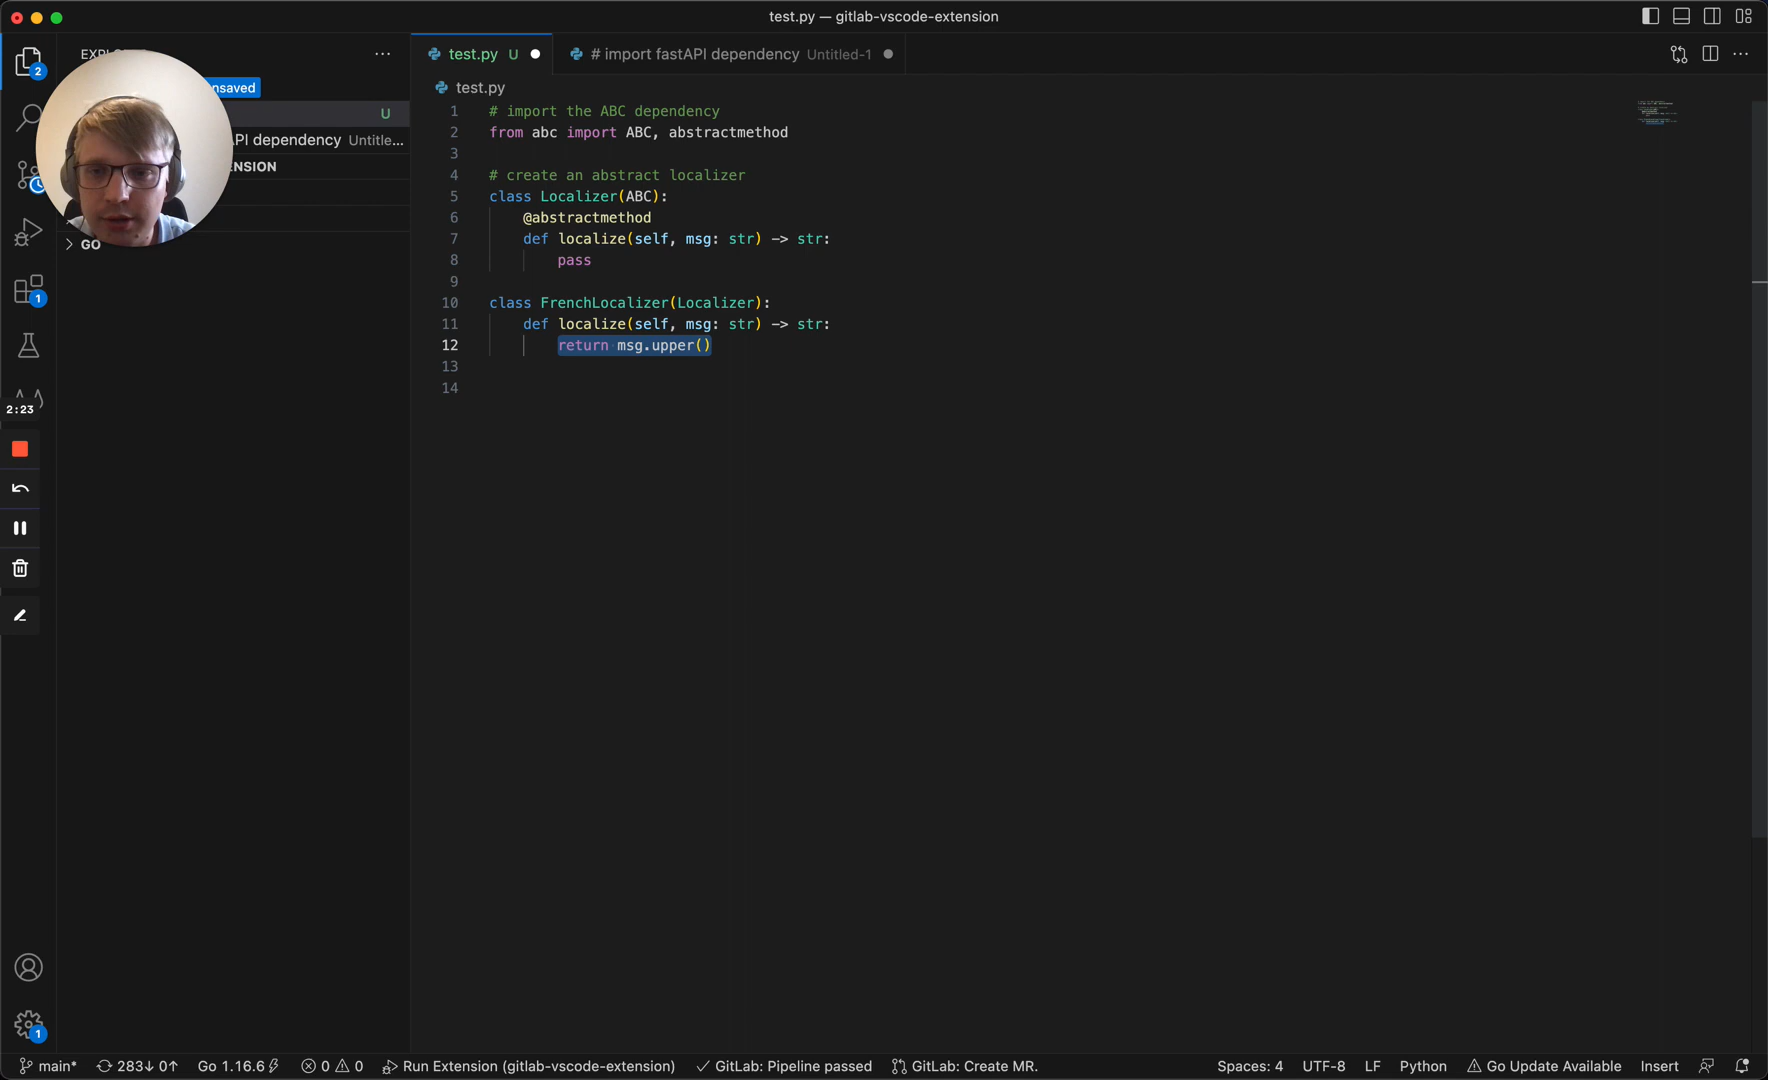 test.py — gitlab-vscode-extension
2
test.py U
# import fastAPI dependency Untitled-1
nsaved
U
API dependency Untitle...
ENSION
GO
test.py
1 # import the ABC dependency
2 from abc import ABC, abstractmethod
3
4 # create an abstract localizer
5 class Localizer(ABC):
6 @abstractmethod
7 def localize(self, msg: str) -> str:
8 pass
9
10 class FrenchLocalizer(Localizer):
11 def localize(self, msg: str) -> str:
12 return msg.upper()
13
14
1
2:23
1
main* 283↓ 0↑ Go 1.16.6 0 0 Run Extension (gitlab-vscode-extension) GitLab: Pipeline passed GitLab: Create MR. Spaces: 4 UTF-8 LF Python Go Update Available Insert